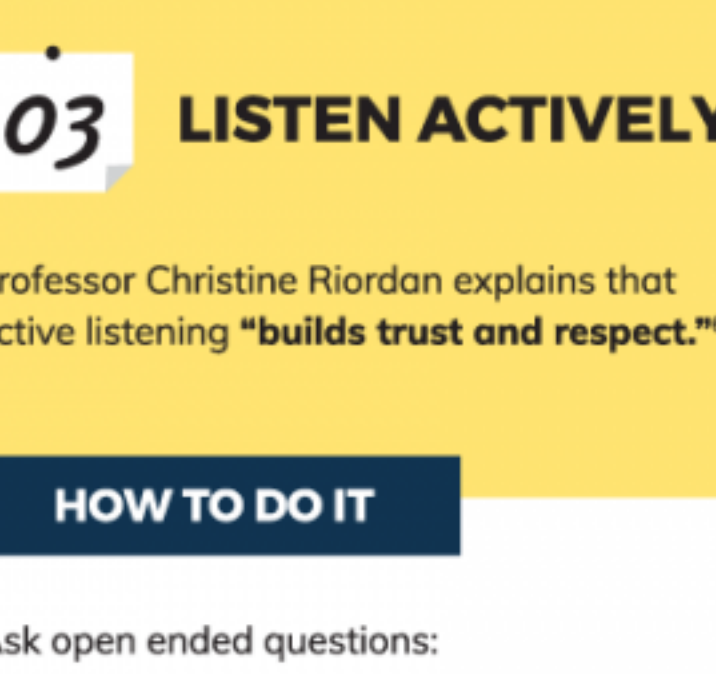 03 LISTEN ACTIVELY
rofessor Christine Riordan explains that
ctive listening “builds trust and respect.”
HOW TO DO IT
sk open ended questions: